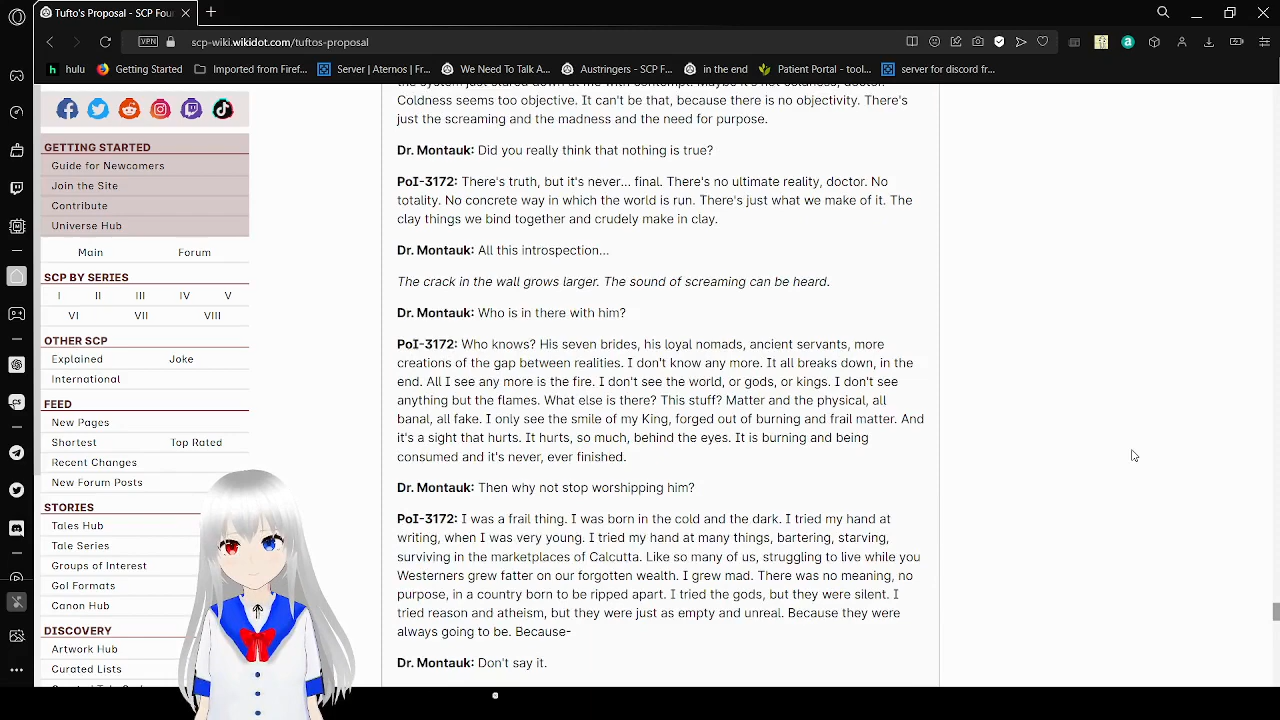 Tufto's Proposal - SCP Four
VPN
scp-wiki.wikidot.com/tuftos-proposal
hulu
Getting Started
Imported from Firef...
Server | Aternos | Fr...
We Need To Talk A...
Austringers - SCP F...
in the end
Patient Portal - tool...
server for discord fr...
GETTING STARTED
Guide for Newcomers
Join the Site
Contribute
Universe Hub
Main Forum
SCP BY SERIES
I II III IV V
VI VII VIII
OTHER SCP
Explained Joke
International
FEED
New Pages
Shortest Top Rated
Recent Changes
New Forum Posts
STORIES
Tales Hub
Tale Series
Groups of Interest
GoI Formats
Canon Hub
DISCOVERY
Artwork Hub
Curated Lists
Coldness seems too objective. It can't be that, because there is no objectivity. There's
just the screaming and the madness and the need for purpose.
Dr. Montauk: Did you really think that nothing is true?
PoI-3172: There's truth, but it's never... final. There's no ultimate reality, doctor. No
totality. No concrete way in which the world is run. There's just what we make of it. The
clay things we bind together and crudely make in clay.
Dr. Montauk: All this introspection...
The crack in the wall grows larger. The sound of screaming can be heard.
Dr. Montauk: Who is in there with him?
PoI-3172: Who knows? His seven brides, his loyal nomads, ancient servants, more
creations of the gap between realities. I don't know any more. It all breaks down, in the
end. All I see any more is the fire. I don't see the world, or gods, or kings. I don't see
anything but the flames. What else is there? This stuff? Matter and the physical, all
banal, all fake. I only see the smile of my King, forged out of burning and frail matter. And
it's a sight that hurts. It hurts, so much, behind the eyes. It is burning and being
consumed and it's never, ever finished.
Dr. Montauk: Then why not stop worshipping him?
PoI-3172: I was a frail thing. I was born in the cold and the dark. I tried my hand at
writing, when I was very young. I tried my hand at many things, bartering, starving,
surviving in the marketplaces of Calcutta. Like so many of us, struggling to live while you
Westerners grew fatter on our forgotten wealth. I grew mad. There was no meaning, no
purpose, in a country born to be ripped apart. I tried the gods, but they were silent. I
tried reason and atheism, but they were just as empty and unreal. Because they were
always going to be. Because-
Dr. Montauk: Don't say it.